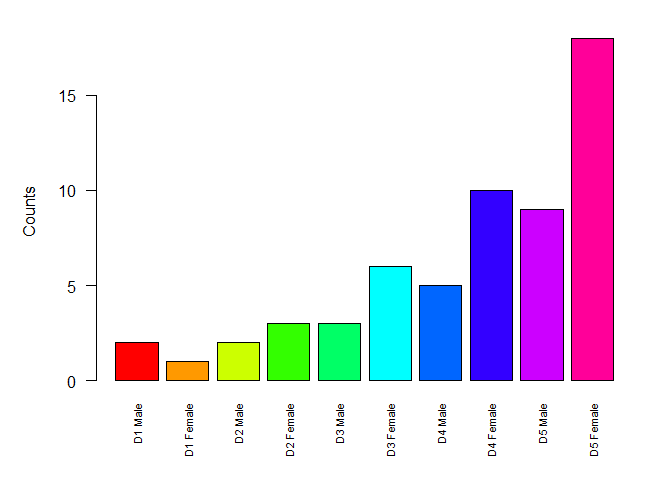 Counts
15
10
5
0
D1 Male
D1 Female
D2 Male
D2 Female
D3 Male
D3 Female
D4 Male
D4 Female
D5 Male
D5 Female